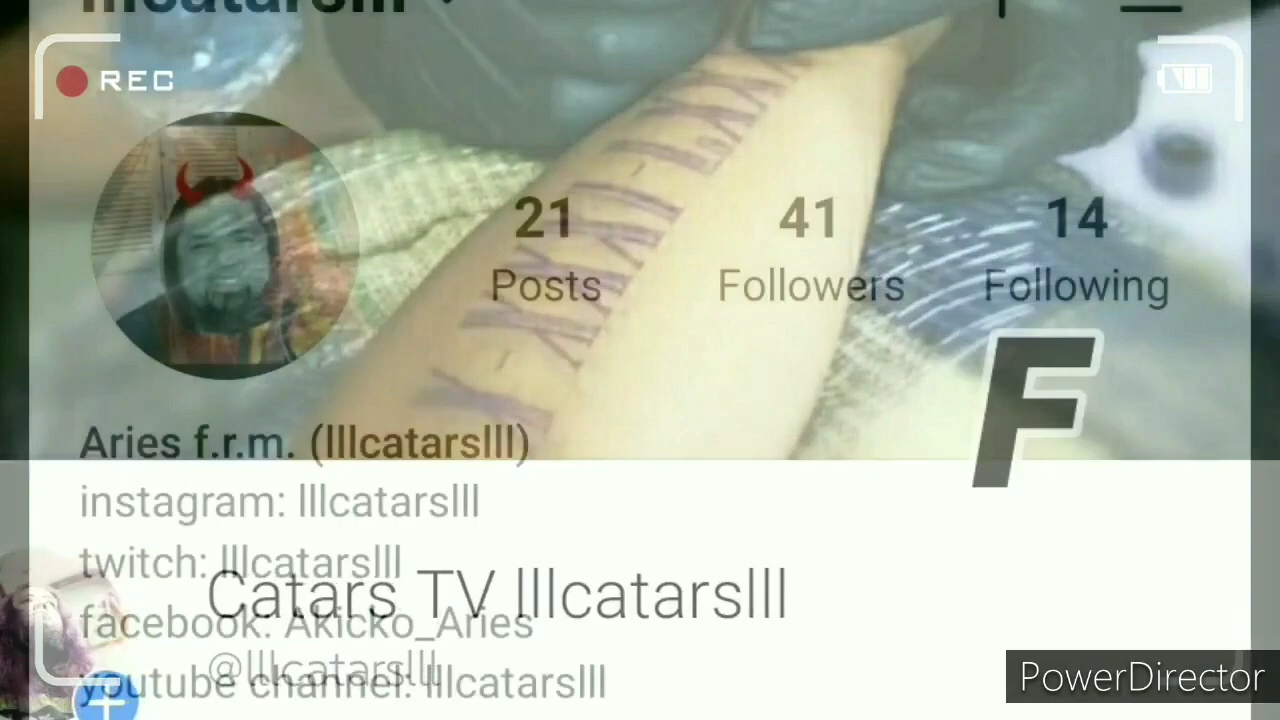 lllcatarslll
REC
21 41 14
Posts Followers Following
F
Aries f.r.m. (lllcatarslll)
instagram: lllcatarslll
twitch: lllcatarslll
Catars TV lllcatarslll
facebook: Akicko_Aries
@lllcatarslll
youtube channel: lllcatarslll
PowerDirector